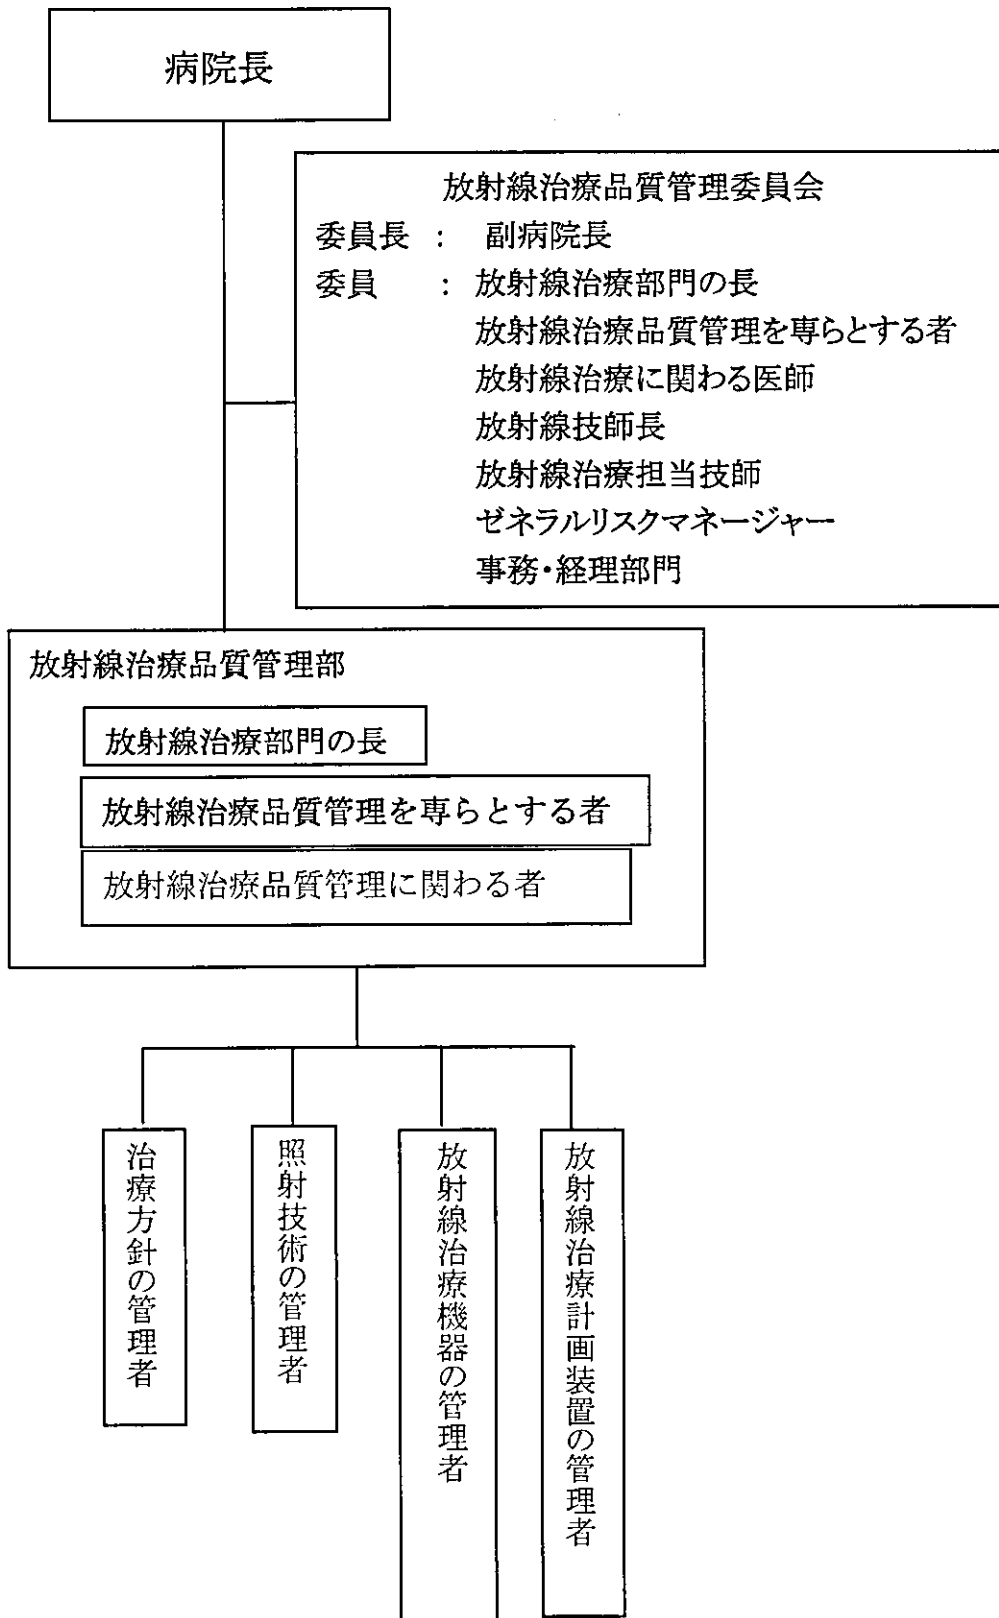 病院長
放射線治療品質管理委員会
委員長 : 副病院長
委員 : 放射線治療部門の長
放射線治療品質管理を専らとする者
放射線治療に関わる医師
放射線技師長
放射線治療担当技師
ゼネラルリスクマネージャー
事務・経理部門
放射線治療品質管理部
放射線治療部門の長
放射線治療品質管理を専らとする者
放射線治療品質管理に関わる者
治療方針の管理者
照射技術の管理者
放射線治療機器の管理者
放射線治療計画装置の管理者